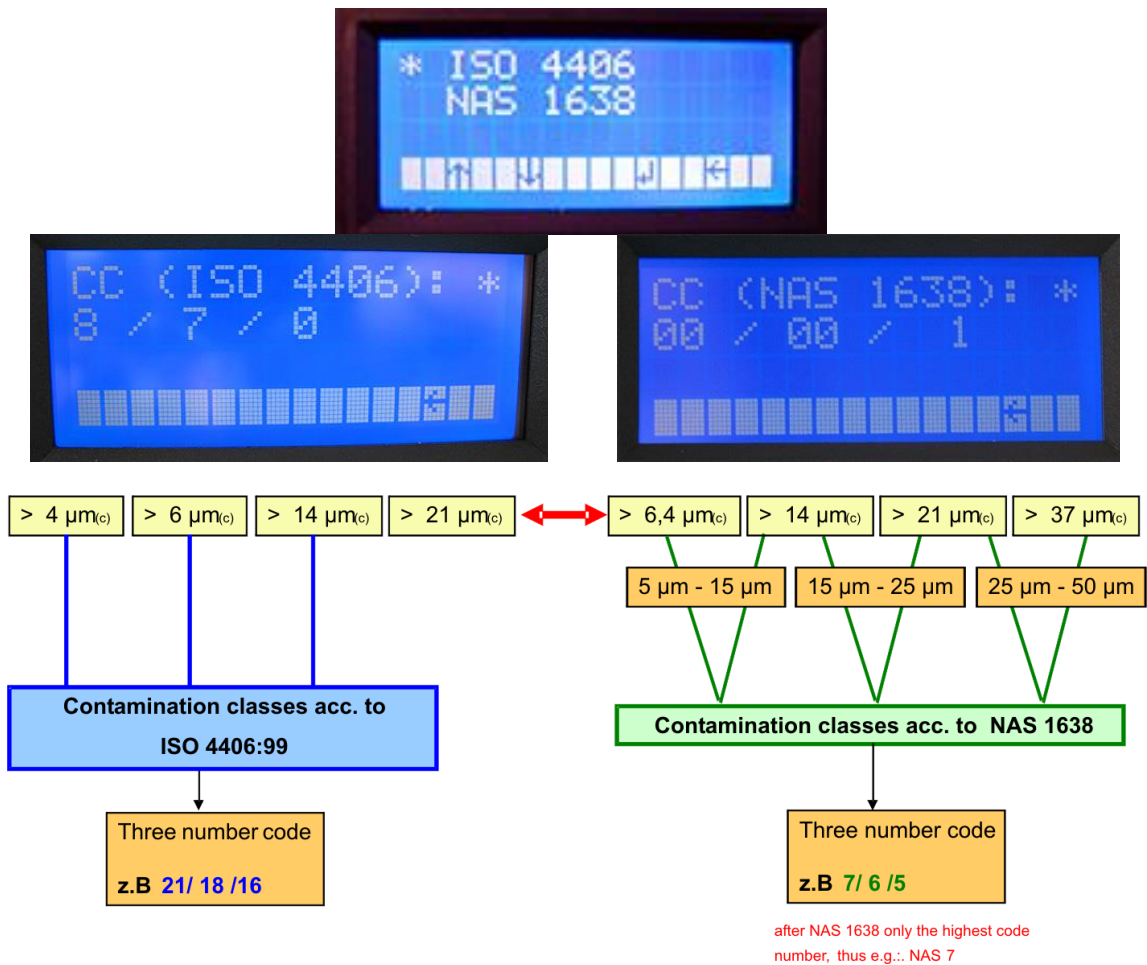 * ISO 4406
NAS 1638
CC (ISO 4406): *
8 / 7 / 0
CC (NAS 1638): *
00 / 00 / 1
> 4 µm(c)
> 6 µm(c)
> 14 µm(c)
> 21 µm(c)
> 6,4 µm(c)
> 14 µm(c)
> 21 µm(c)
> 37 µm(c)
5 µm - 15 µm
15 µm - 25 µm
25 µm - 50 µm
Contamination classes acc. to
ISO 4406:99
Contamination classes acc. to NAS 1638
Three number code
z.B 21/ 18 /16
Three number code
z.B 7/ 6 /5
after NAS 1638 only the highest code
number, thus e.g.:. NAS 7